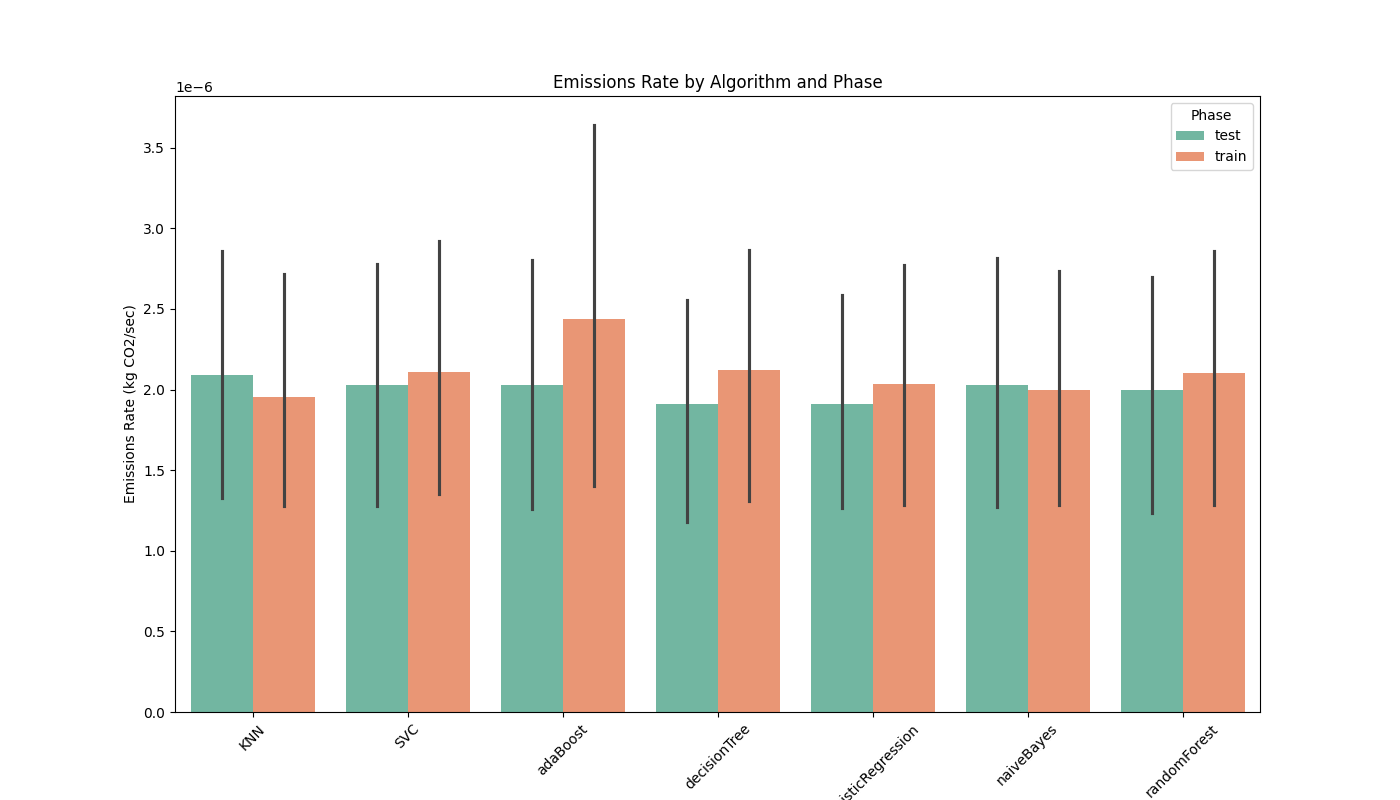 Emissions Rate by Algorithm and Phase
1e−6
Phase
test
train
3.5
3.0
2.5
2.0
1.5
1.0
0.5
0.0
Emissions Rate (kg CO2/sec)
KNN
SVC
adaBoost
decisionTree
isticRegression
naiveBayes
randomForest